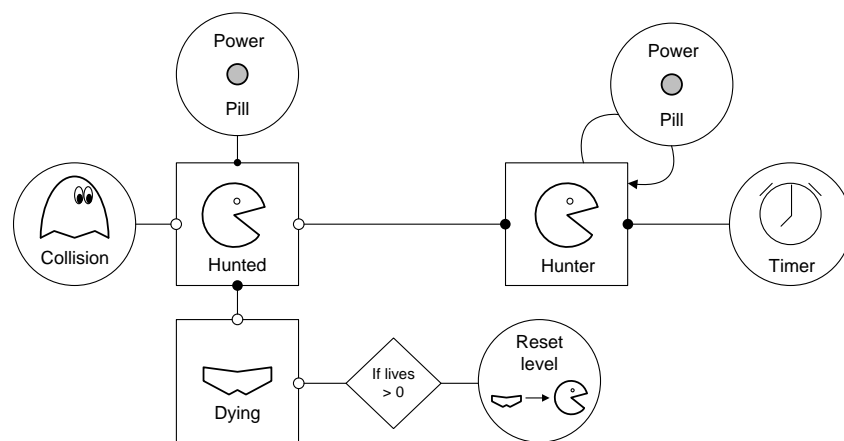 Power
Pill
Power
Pill
Collision
Hunted
Hunter
Timer
Dying
If lives
> 0
Reset
level